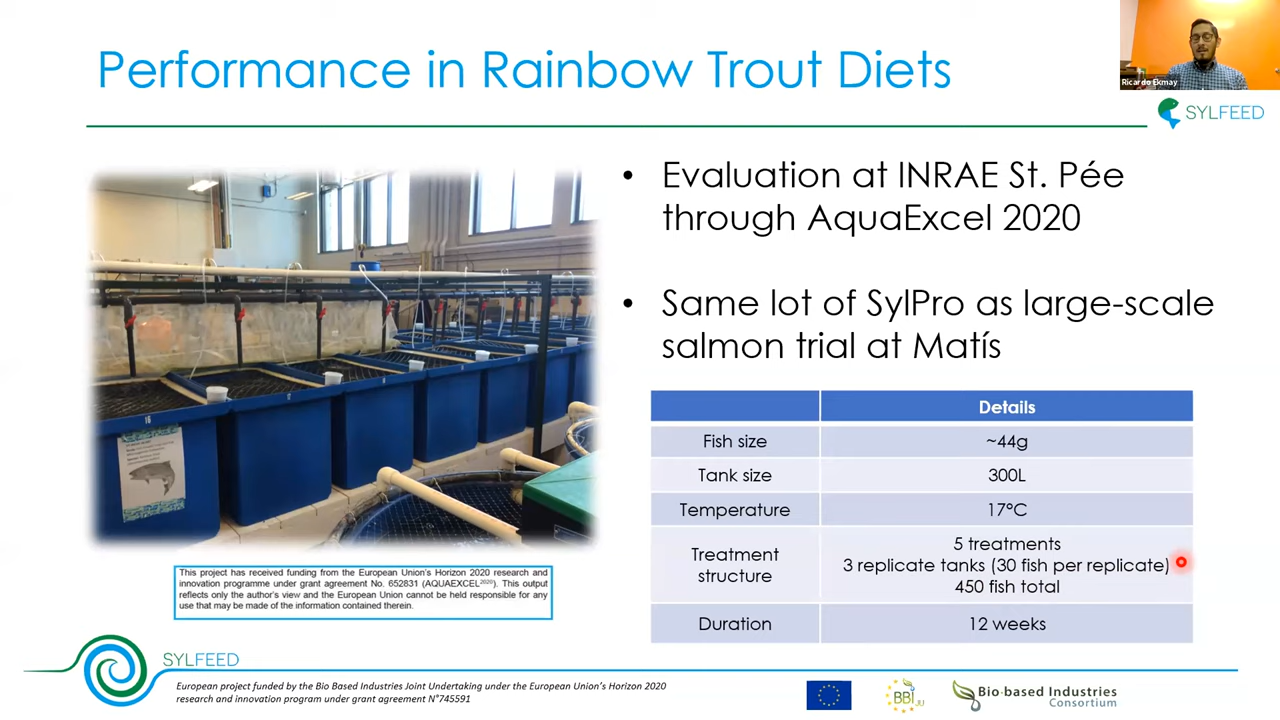 Performance in Rainbow Trout Diets
Ricardo Ekmay
SYLFEED
• Evaluation at INRAE St. Pée
through AquaExcel 2020
• Same lot of SylPro as large-scale
salmon trial at Matís
Details
Fish size ~44g
Tank size 300L
Temperature 17°C
Treatment structure
5 treatments
3 replicate tanks (30 fish per replicate)
450 fish total
Duration 12 weeks
16
This project has received funding from the European Union's Horizon 2020 research and
innovation programme under grant agreement No. 652831 (AQUAEXCEL²⁰²⁰). This output
reflects only the author's view and the European Union cannot be held responsible for any
use that may be made of the information contained therein.
SYLFEED
European project funded by the Bio Based Industries Joint Undertaking under the European Union's Horizon 2020
research and innovation program under grant agreement N°745591
BBI JU
Bio-based Industries
Consortium